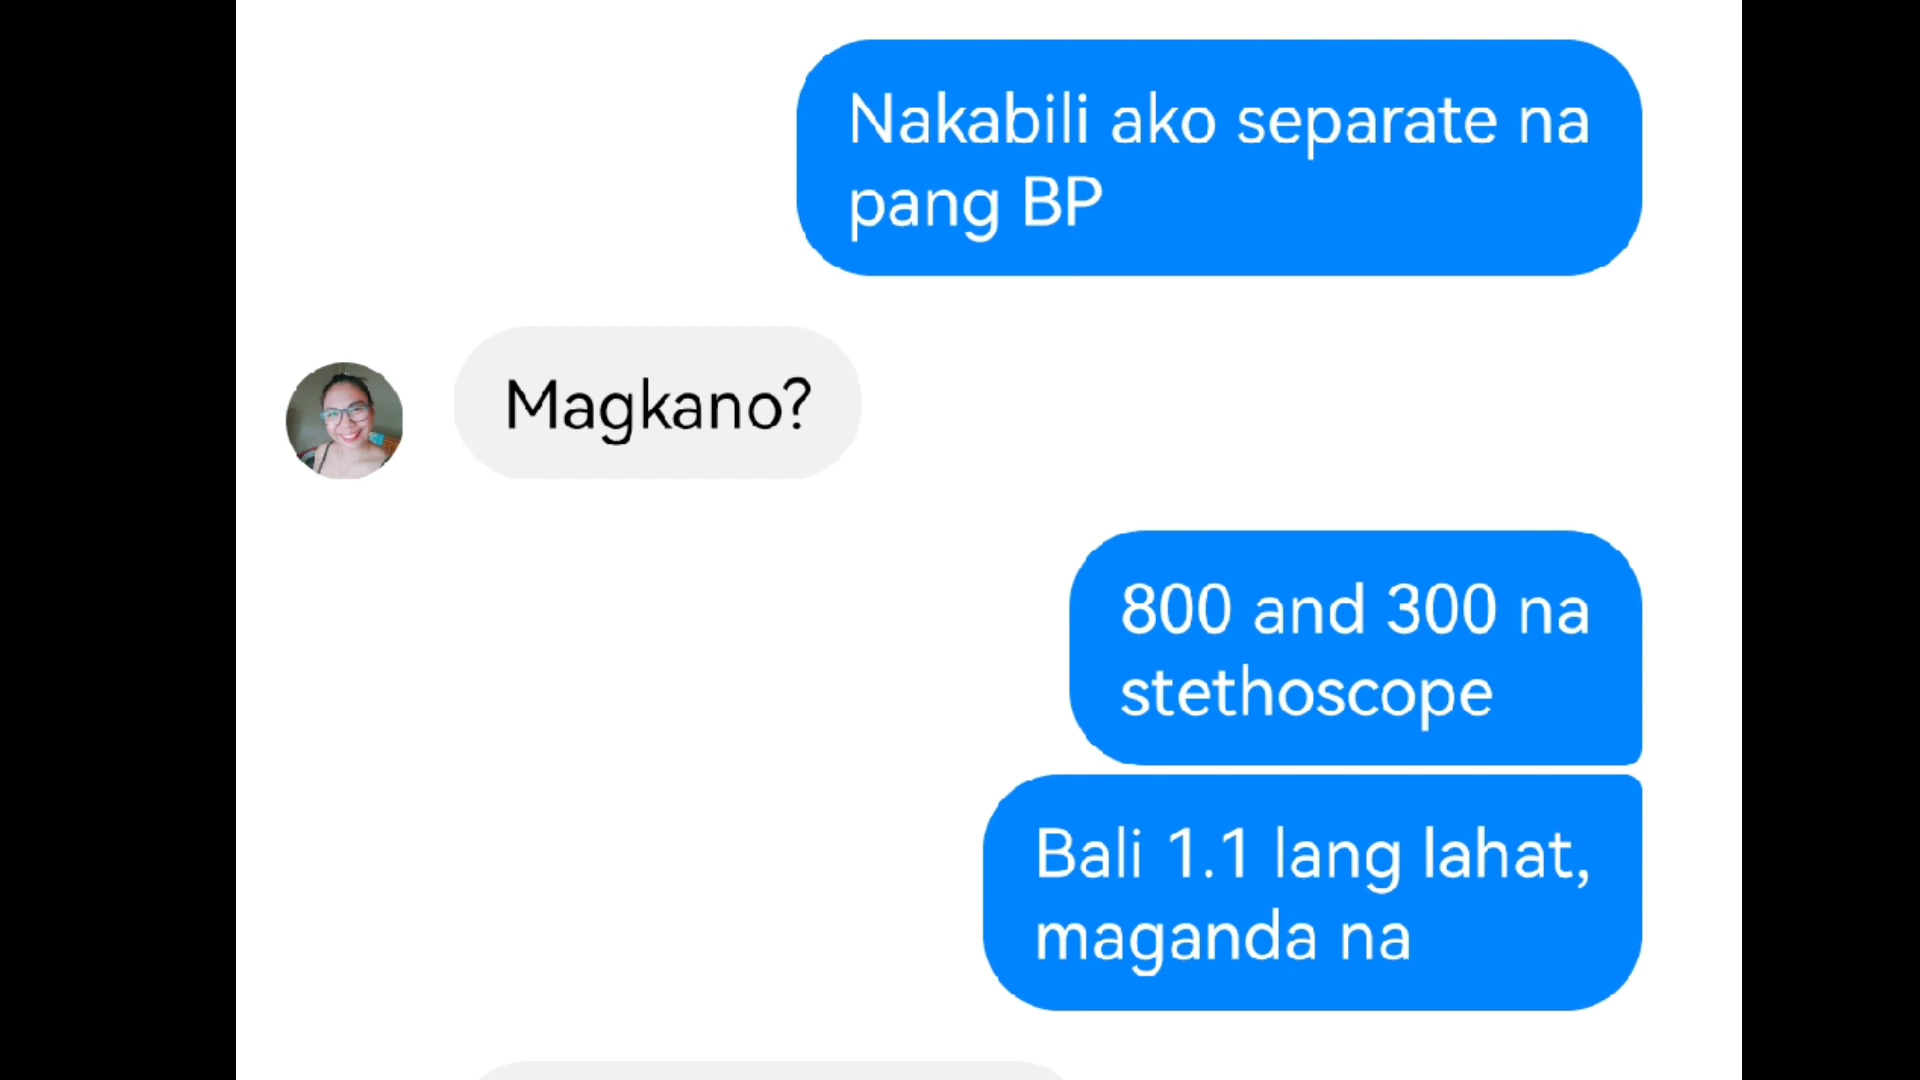 Nakabili ako separate na
pang BP
Magkano?
800 and 300 na
stethoscope
Bali 1.1 lang lahat,
maganda na